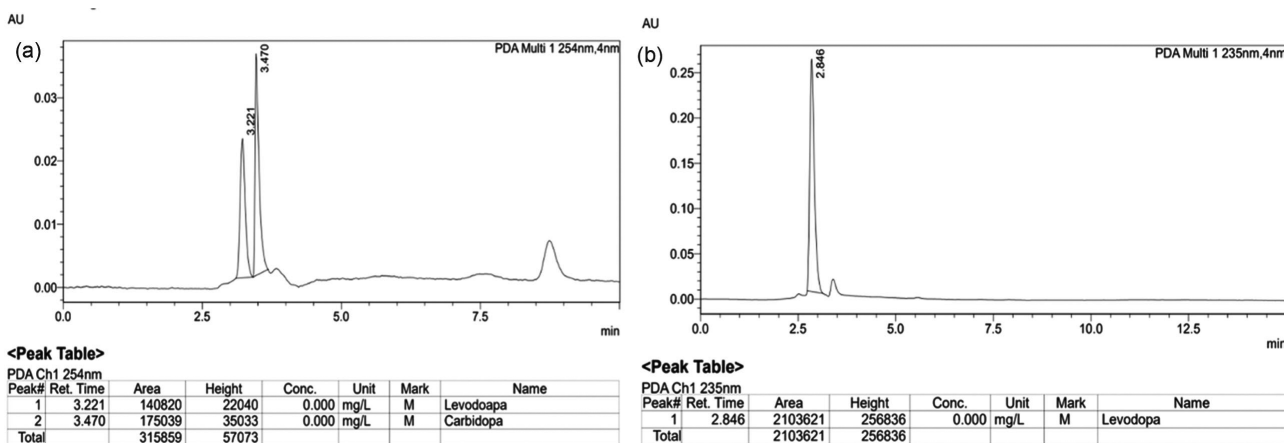 AU
(a)
PDA Multi 1 254nm,4nm
3.221
3.470
0.03
0.02
0.01
0.00
0.0 2.5 5.0 7.5
min
<Peak Table>
PDA Ch1 254nm
Peak# Ret. Time Area Height Conc. Unit Mark Name
1 3.221 140820 22040 0.000 mg/L M Levodoapa
2 3.470 175039 35033 0.000 mg/L M Carbidopa
Total 315859 57073
AU
(b)
PDA Multi 1 235nm,4nm
2.846
0.25
0.20
0.15
0.10
0.05
0.00
0.0 2.5 5.0 7.5 10.0 12.5
min
<Peak Table>
PDA Ch1 235nm
Peak# Ret. Time Area Height Conc. Unit Mark Name
1 2.846 2103621 256836 0.000 mg/L M Levodopa
Total 2103621 256836